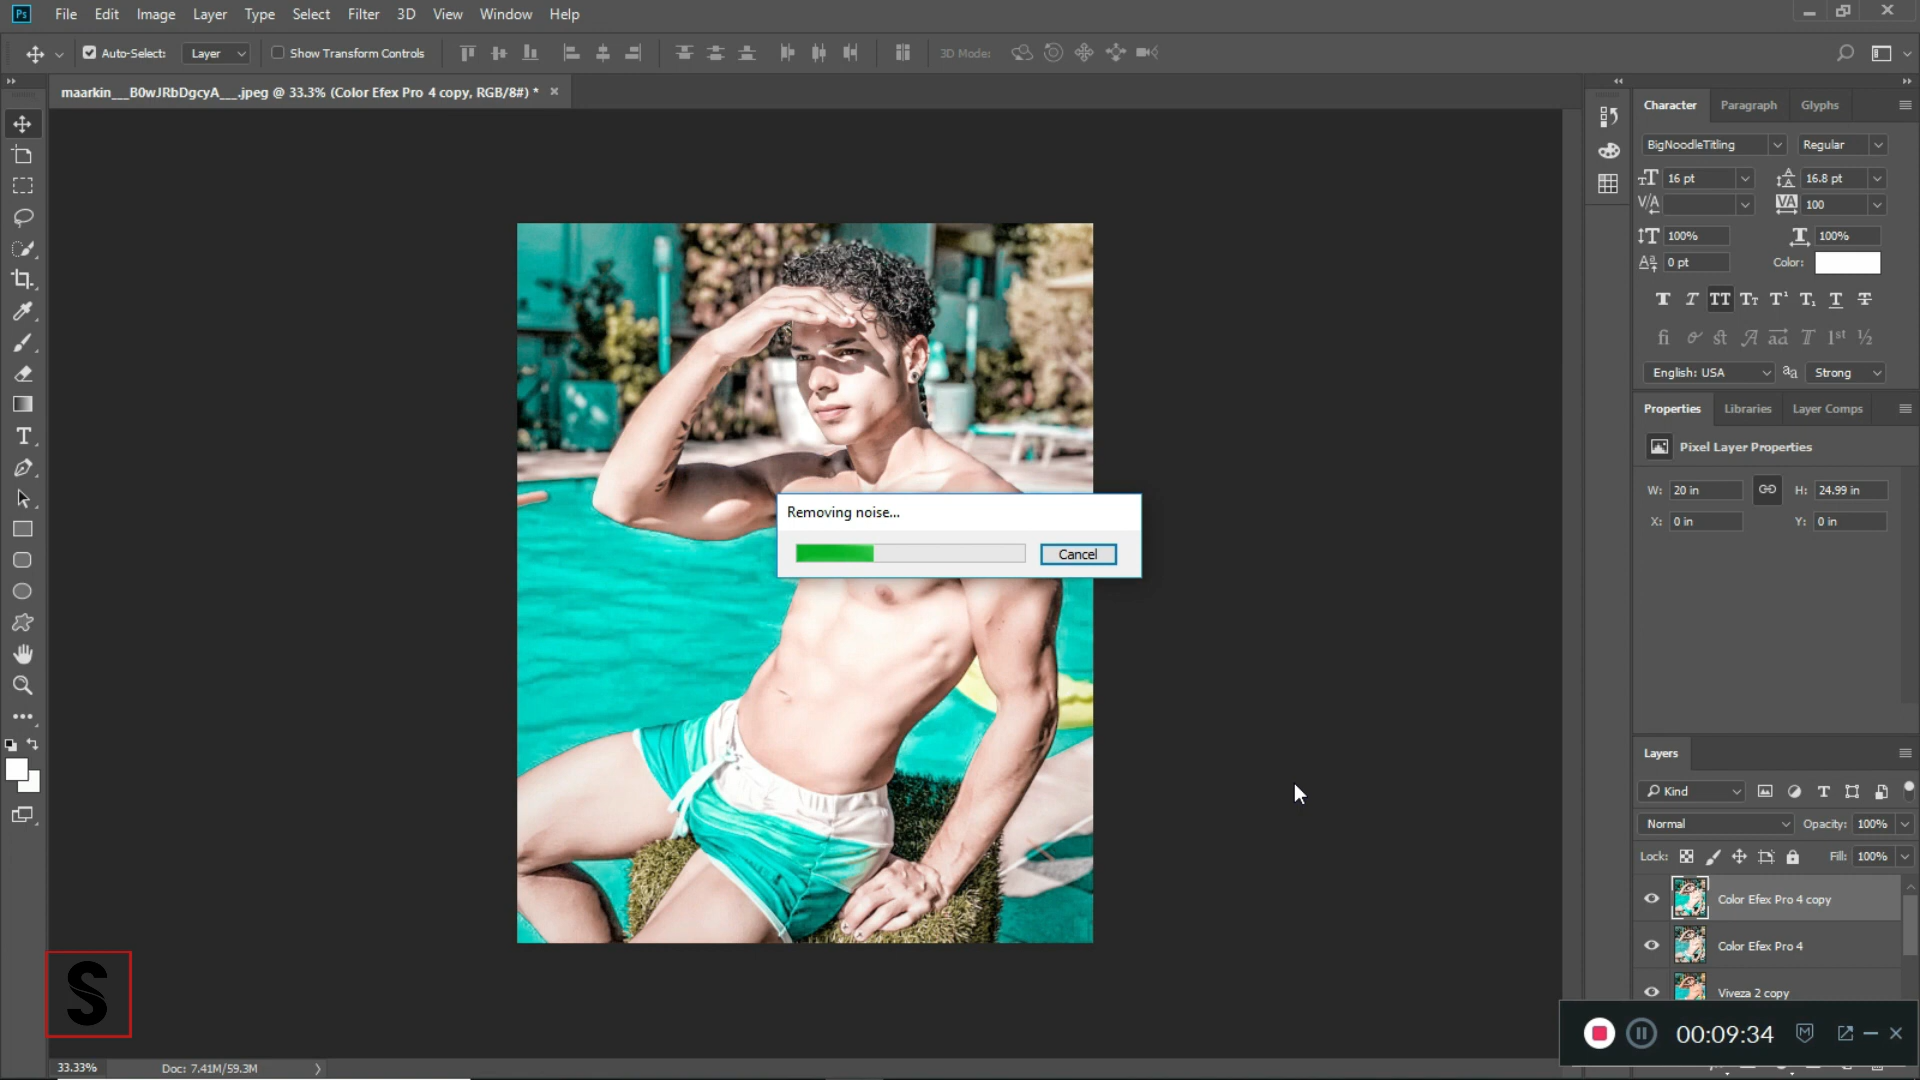 Ps File Edit Image Layer Type Select Filter 3D View Window Help
Auto-Select: Layer Show Transform Controls 3D Mode:
maarkin___B0wJRbDgcyA___.jpeg @ 33.3% (Color Efex Pro 4 copy, RGB/8#) *
Character Paragraph Glyphs
BigNoodleTitling Regular
16 pt 16.8 pt
100
100% 100%
0 pt Color:
English: USA Strong
Properties Libraries Layer Comps
Pixel Layer Properties
W: 20 in H: 24.99 in
X: 0 in Y: 0 in
Removing noise...
Cancel
Layers
Kind
Normal Opacity: 100%
Lock: Fill: 100%
Color Efex Pro 4 copy
Color Efex Pro 4
Viveza 2 copy
S
00:09:34
33.33% Doc: 7.41M/59.3M